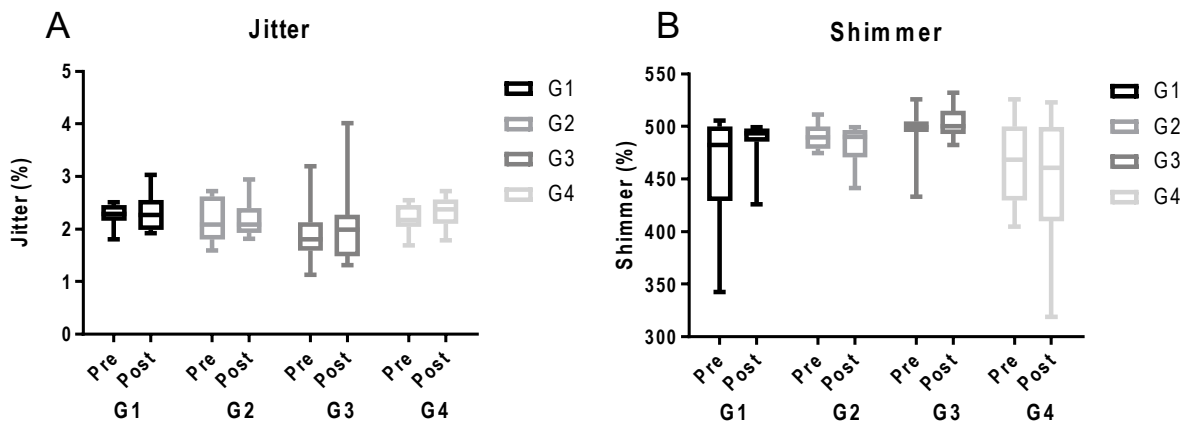 A
Jitter
Jitter (%)
5
4
3
2
1
0
Pre
Post
Pre
Post
Pre
Post
Pre
Post
G1
G2
G3
G4
G1
G2
G3
G4
B
Shimmer
Shimmer (%)
550
500
450
400
350
300
Pre
Post
Pre
Post
Pre
Post
Pre
Post
G1
G2
G3
G4
G1
G2
G3
G4